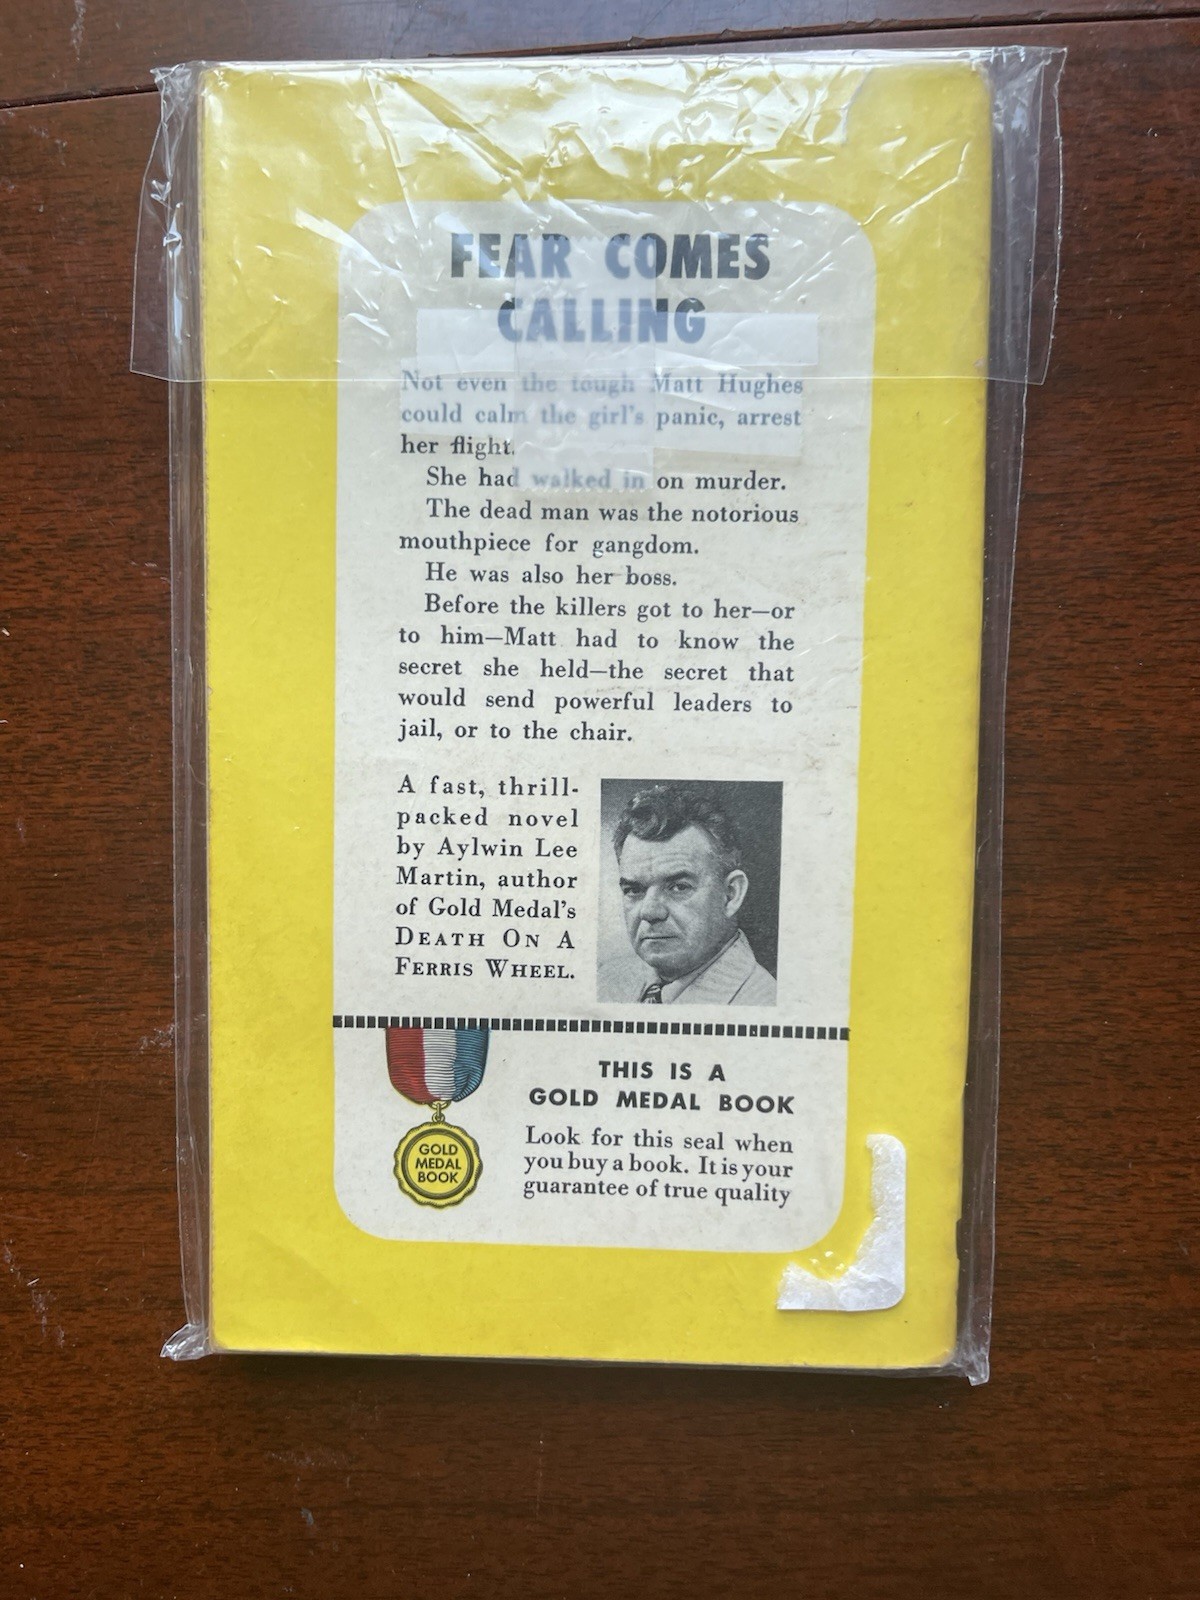 FEAR COMES
CALLING
Not even the tough Matt Hughes
could calm the girl's panic, arrest
her flight.
She had walked in on murder.
The dead man was the notorious
mouthpiece for gangdom.
He was also her boss.
Before the killers got to her—or
to him—Matt had to know the
secret she held—the secret that
would send powerful leaders to
jail, or to the chair.
A fast, thrill-
packed novel
by Aylwin Lee
Martin, author
of Gold Medal's
DEATH ON A
FERRIS WHEEL.
THIS IS A
GOLD MEDAL BOOK
Look for this seal when
you buy a book. It is your
guarantee of true quality
GOLD
MEDAL
BOOK